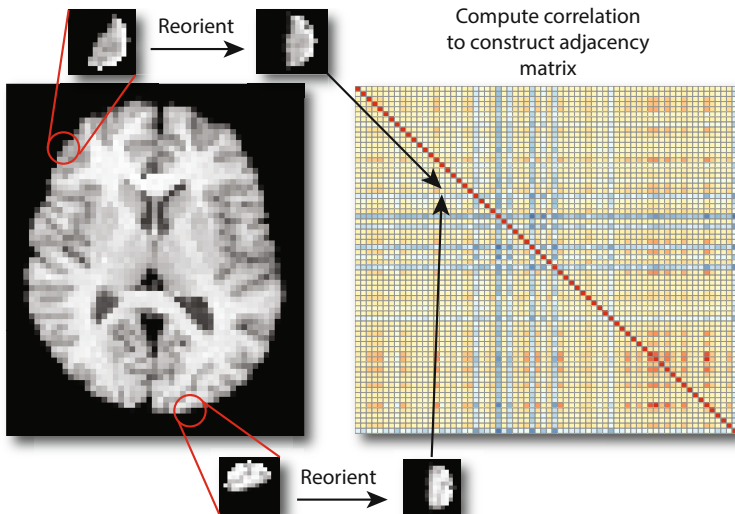 Reorient
Compute correlation
to construct adjacency
matrix
Reorient